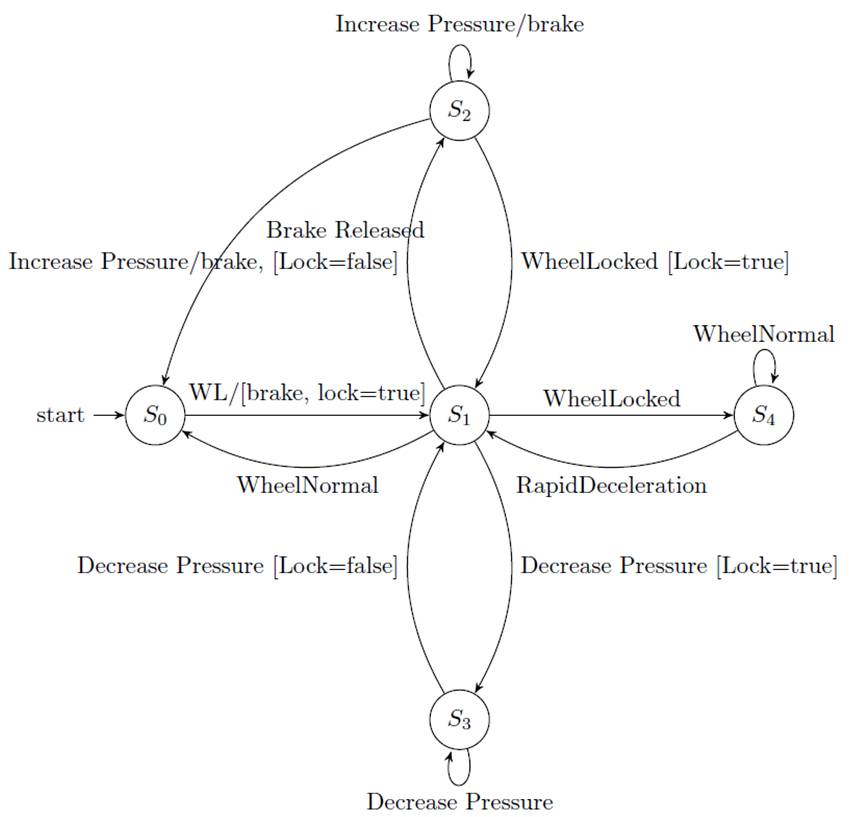 Increase Pressure/brake
S2
Brake Released
Increase Pressure/brake, [Lock=false]
WheelLocked [Lock=true]
WheelNormal
start
S0
WL/[brake, lock=true]
S1
WheelLocked
S4
WheelNormal
RapidDeceleration
Decrease Pressure [Lock=false]
Decrease Pressure [Lock=true]
S3
Decrease Pressure